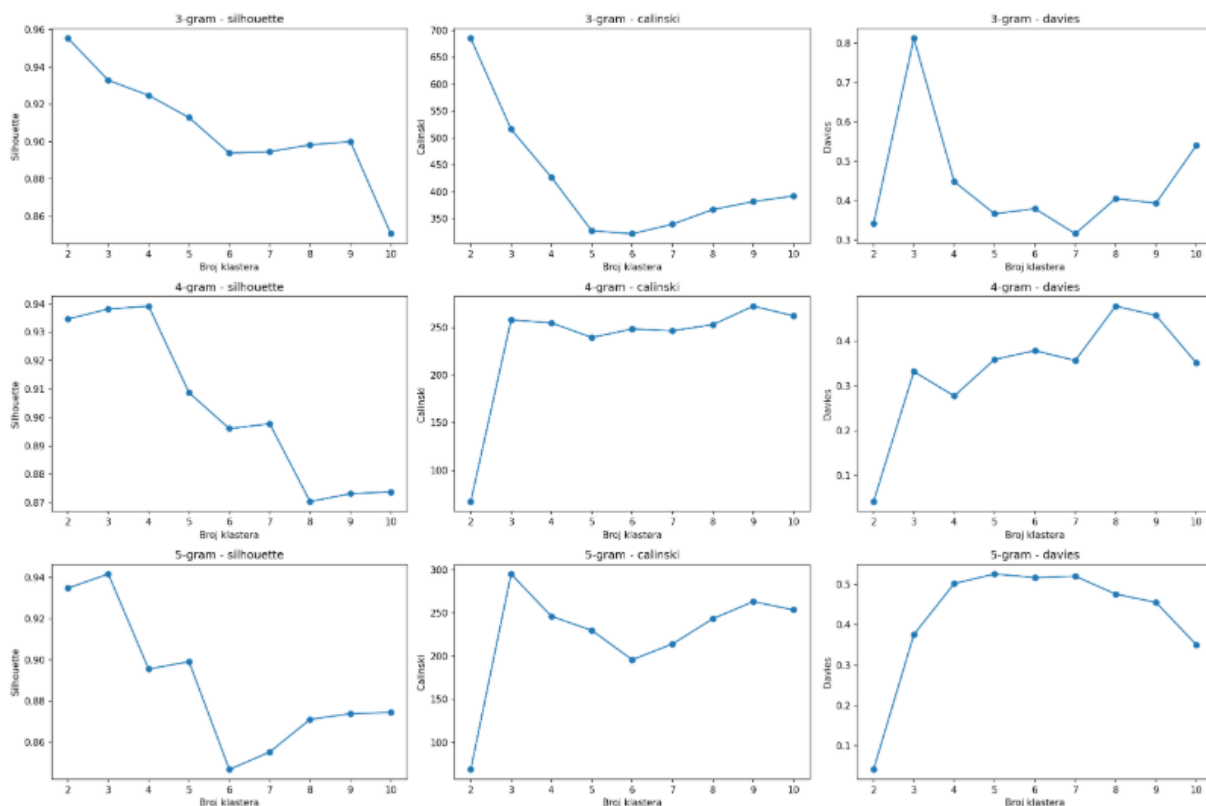 3-gram - silhouette
Silhouette
0.96
0.94
0.92
0.90
0.88
0.86
2 3 4 5 6 7 8 9 10
Broj klastera
3-gram - calinski
Calinski
700
650
600
550
500
450
400
350
2 3 4 5 6 7 8 9 10
Broj klastera
3-gram - davies
Davies
0.8
0.7
0.6
0.5
0.4
0.3
2 3 4 5 6 7 8 9 10
Broj klastera
4-gram - silhouette
Silhouette
0.94
0.93
0.92
0.91
0.90
0.89
0.88
0.87
2 3 4 5 6 7 8 9 10
Broj klastera
4-gram - calinski
Calinski
250
200
150
100
2 3 4 5 6 7 8 9 10
Broj klastera
4-gram - davies
Davies
0.4
0.3
0.2
0.1
2 3 4 5 6 7 8 9 10
Broj klastera
5-gram - silhouette
Silhouette
0.94
0.92
0.90
0.88
0.86
2 3 4 5 6 7 8 9 10
Broj klastera
5-gram - calinski
Calinski
300
250
200
150
100
2 3 4 5 6 7 8 9 10
Broj klastera
5-gram - davies
Davies
0.5
0.4
0.3
0.2
0.1
2 3 4 5 6 7 8 9 10
Broj klastera